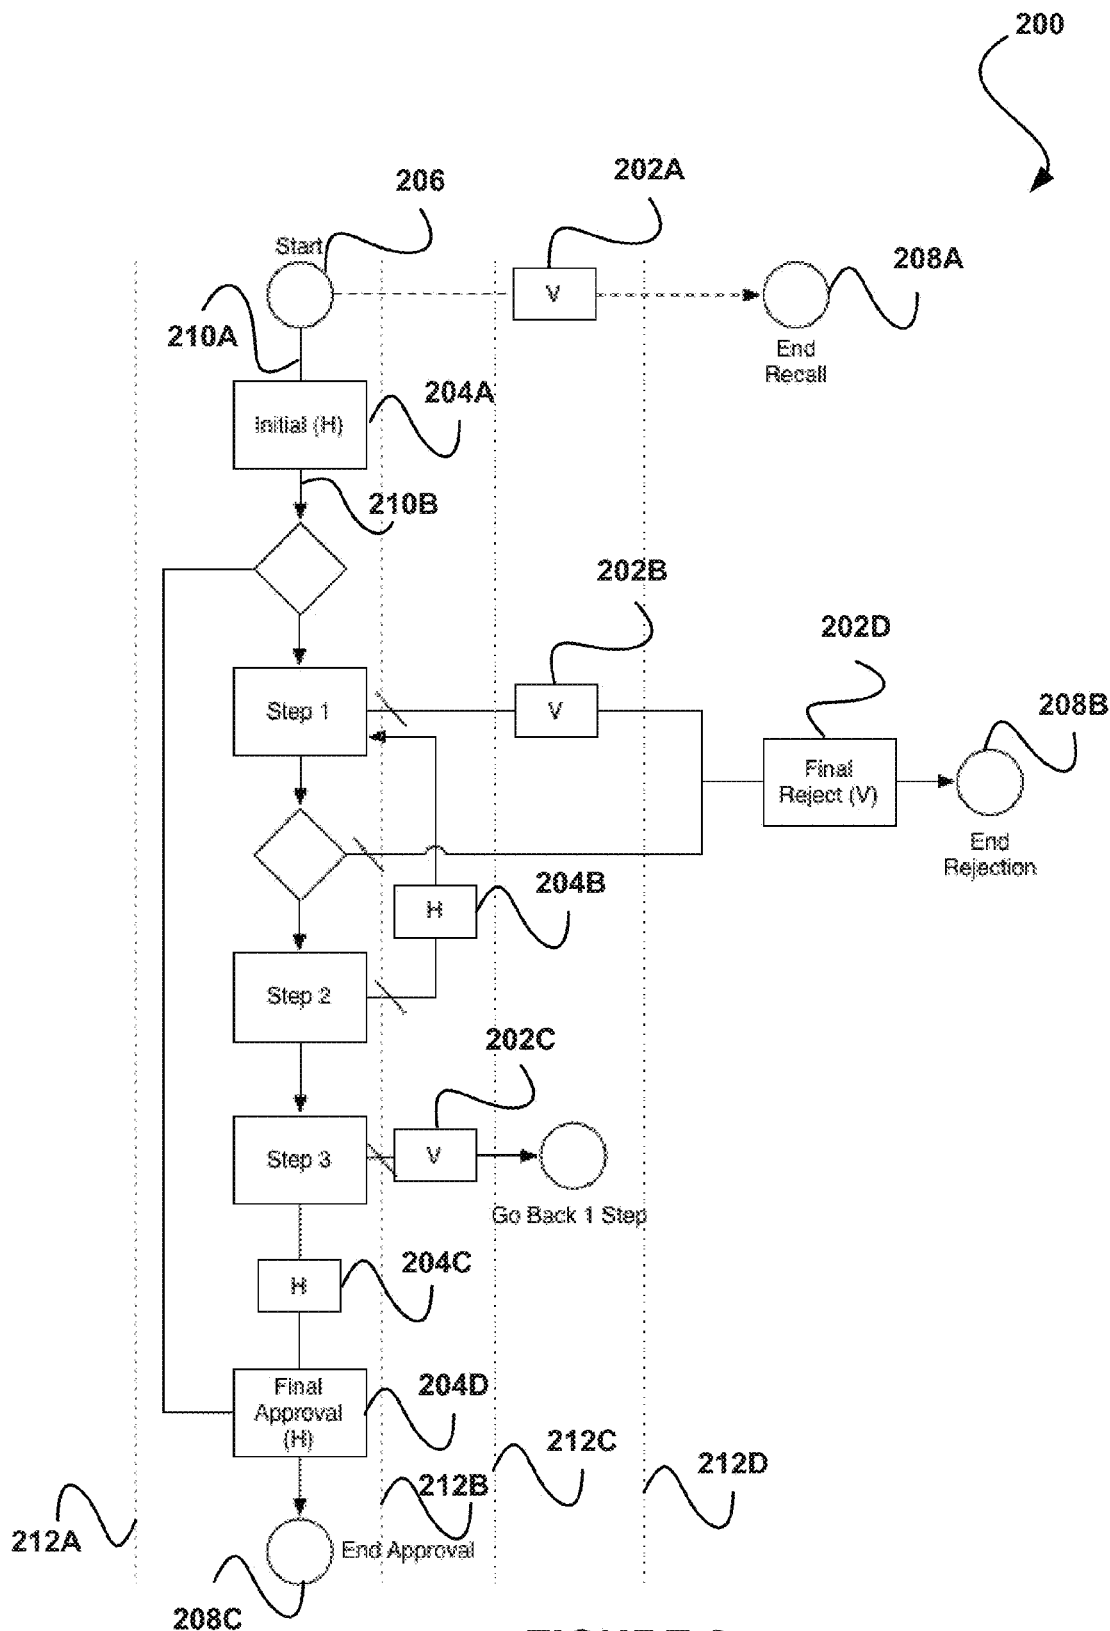 200
202A
206
Start
208A
V
210A
End
Recall
204A
Initial (H)
210B
202B
202D
Step 1
V
208B
Final
Reject (V)
End
Rejection
204B
H
Step 2
202C
Step 3
V
Go Back 1 Step
204C
H
Final
Approval
(H)
204D
212C
212D
212B
212A
End Approval
208C